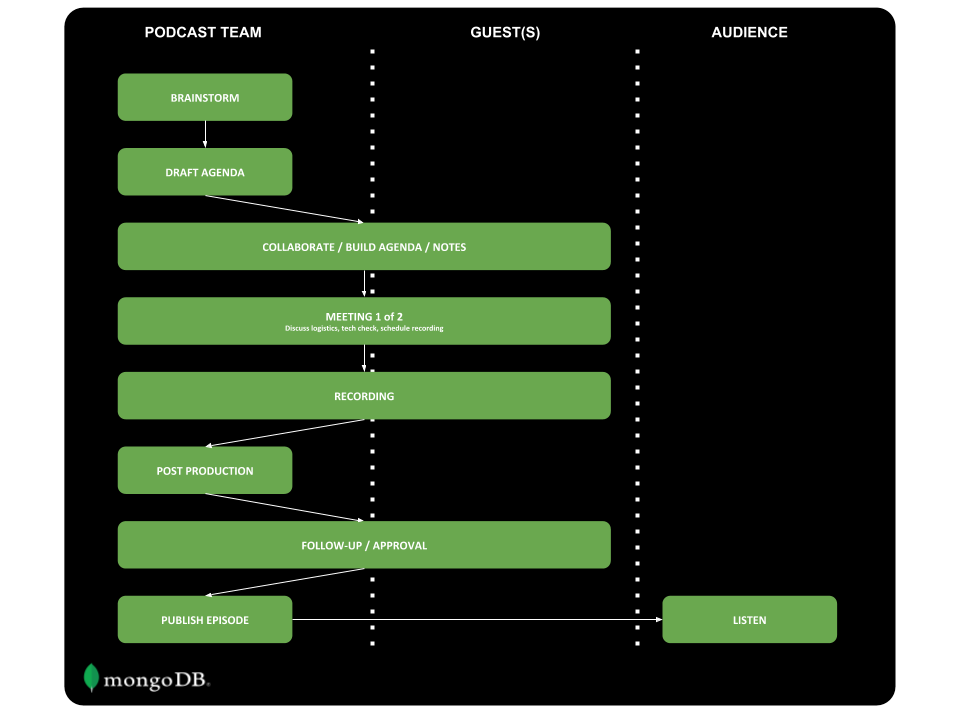 PODCAST TEAM
GUEST(S)
AUDIENCE
BRAINSTORM
DRAFT AGENDA
COLLABORATE / BUILD AGENDA / NOTES
MEETING 1 of 2
Discuss logistics, tech check, schedule recording
RECORDING
POST PRODUCTION
FOLLOW-UP / APPROVAL
PUBLISH EPISODE
LISTEN
mongoDB®